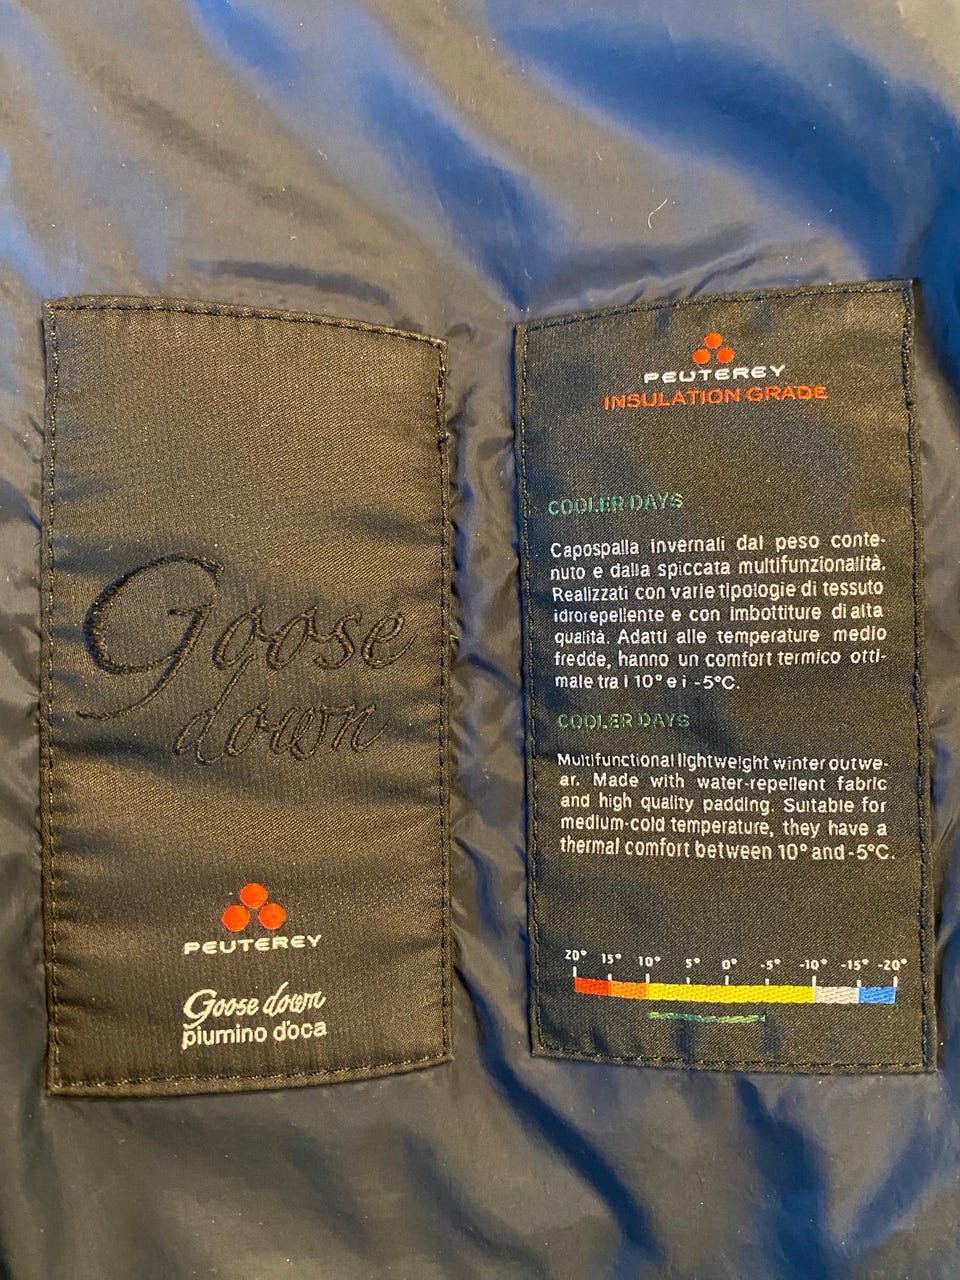 Goose
down
PEUTEREY
Goose down
piumino d'oca
PEUTEREY
INSULATION GRADE
COOLER DAYS
Capospalla invernali dal peso conte-
nuto e dalla spiccata multifunzionalità.
Realizzati con varie tipologie di tessuto
idrorepellente e con imbottiture di alta
qualità. Adatti alle temperature medio
fredde, hanno un comfort termico otti-
male tra i 10° e i -5°C.
COOLER DAYS
Multifunctional lightweight winter outwe-
ar. Made with water-repellent fabric
and high quality padding. Suitable for
medium-cold temperature, they have a
thermal comfort between 10° and -5°C.
20° 15° 10° 5° 0° -5° -10° -15° -20°